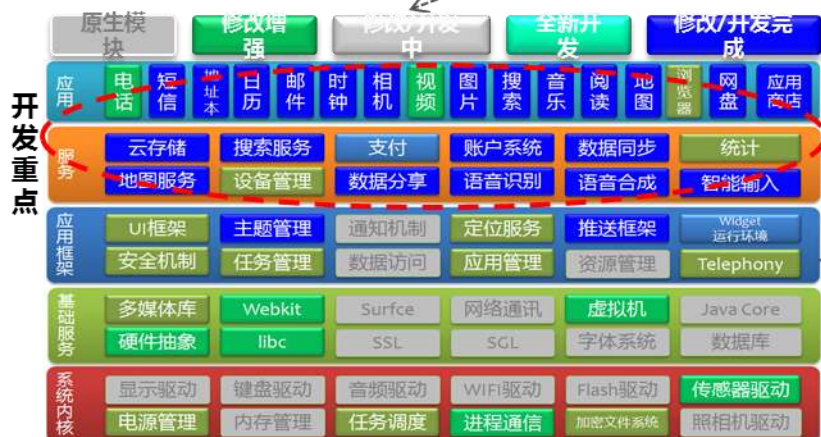 原生模块
修改增强
修改/开发中
全新开发
修改/开发完成
开发重点
应用
电话
短信
地址本
日历
邮件
时钟
相机
视频
图片
搜索
音乐
阅读
地图
浏览器
网盘
应用商店
服务
云存储
搜索服务
支付
账户系统
数据同步
统计
地图服务
设备管理
数据分享
语音识别
语音合成
智能输入
应用框架
UI框架
主题管理
通知机制
定位服务
推送框架
Widget
运行环境
安全机制
任务管理
数据访问
应用管理
资源管理
Telephony
基础服务
多媒体库
Webkit
Surfce
网络通讯
虚拟机
Java Core
硬件抽象
libc
SSL
SGL
字体系统
数据库
系统内核
显示驱动
键盘驱动
音频驱动
WIFI驱动
Flash驱动
传感器驱动
电源管理
内存管理
任务调度
进程通信
加密文件系统
照相机驱动